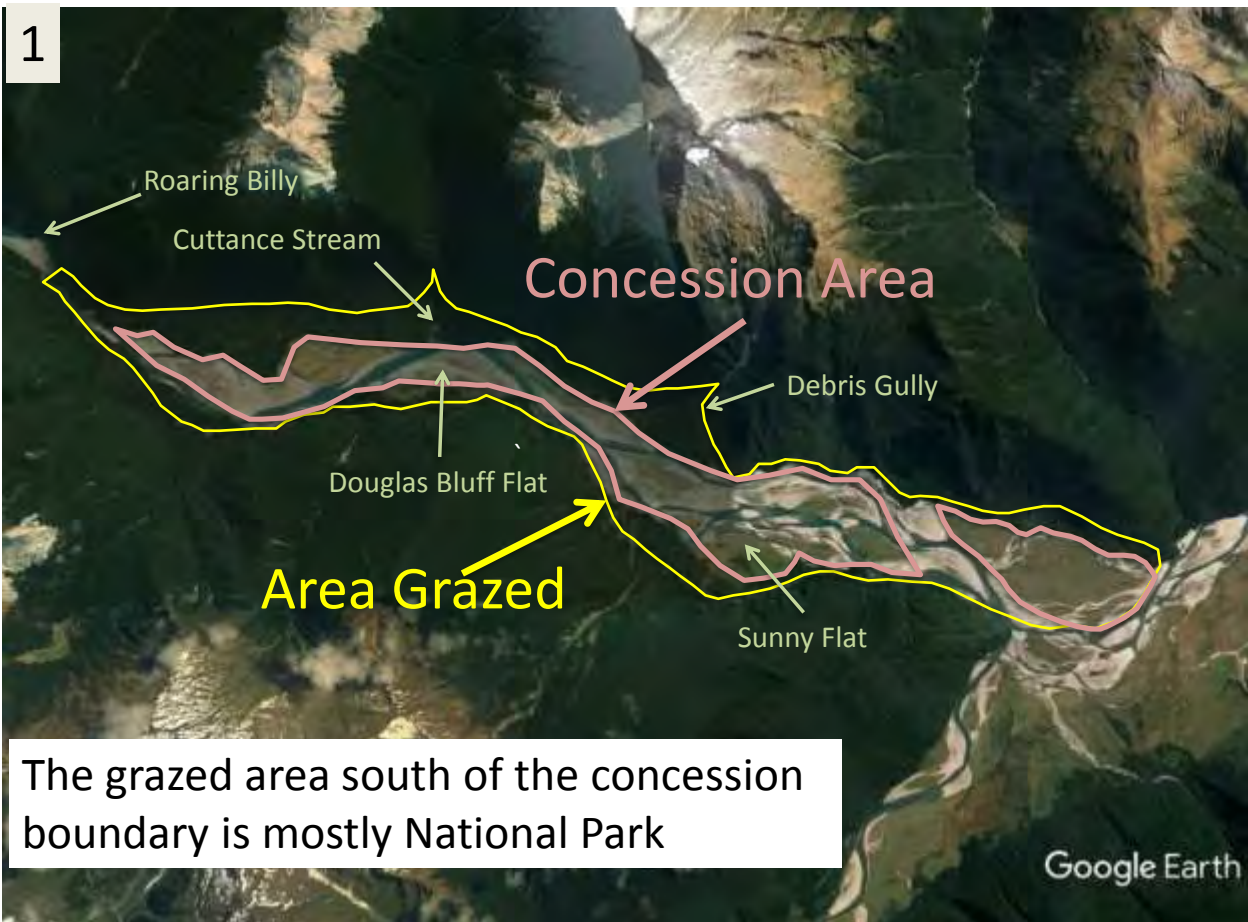 1
Roaring Billy
Cuttance Stream
Concession Area
Debris Gully
Douglas Bluff Flat
Area Grazed
Sunny Flat
The grazed area south of the concession
boundary is mostly National Park
Google Earth